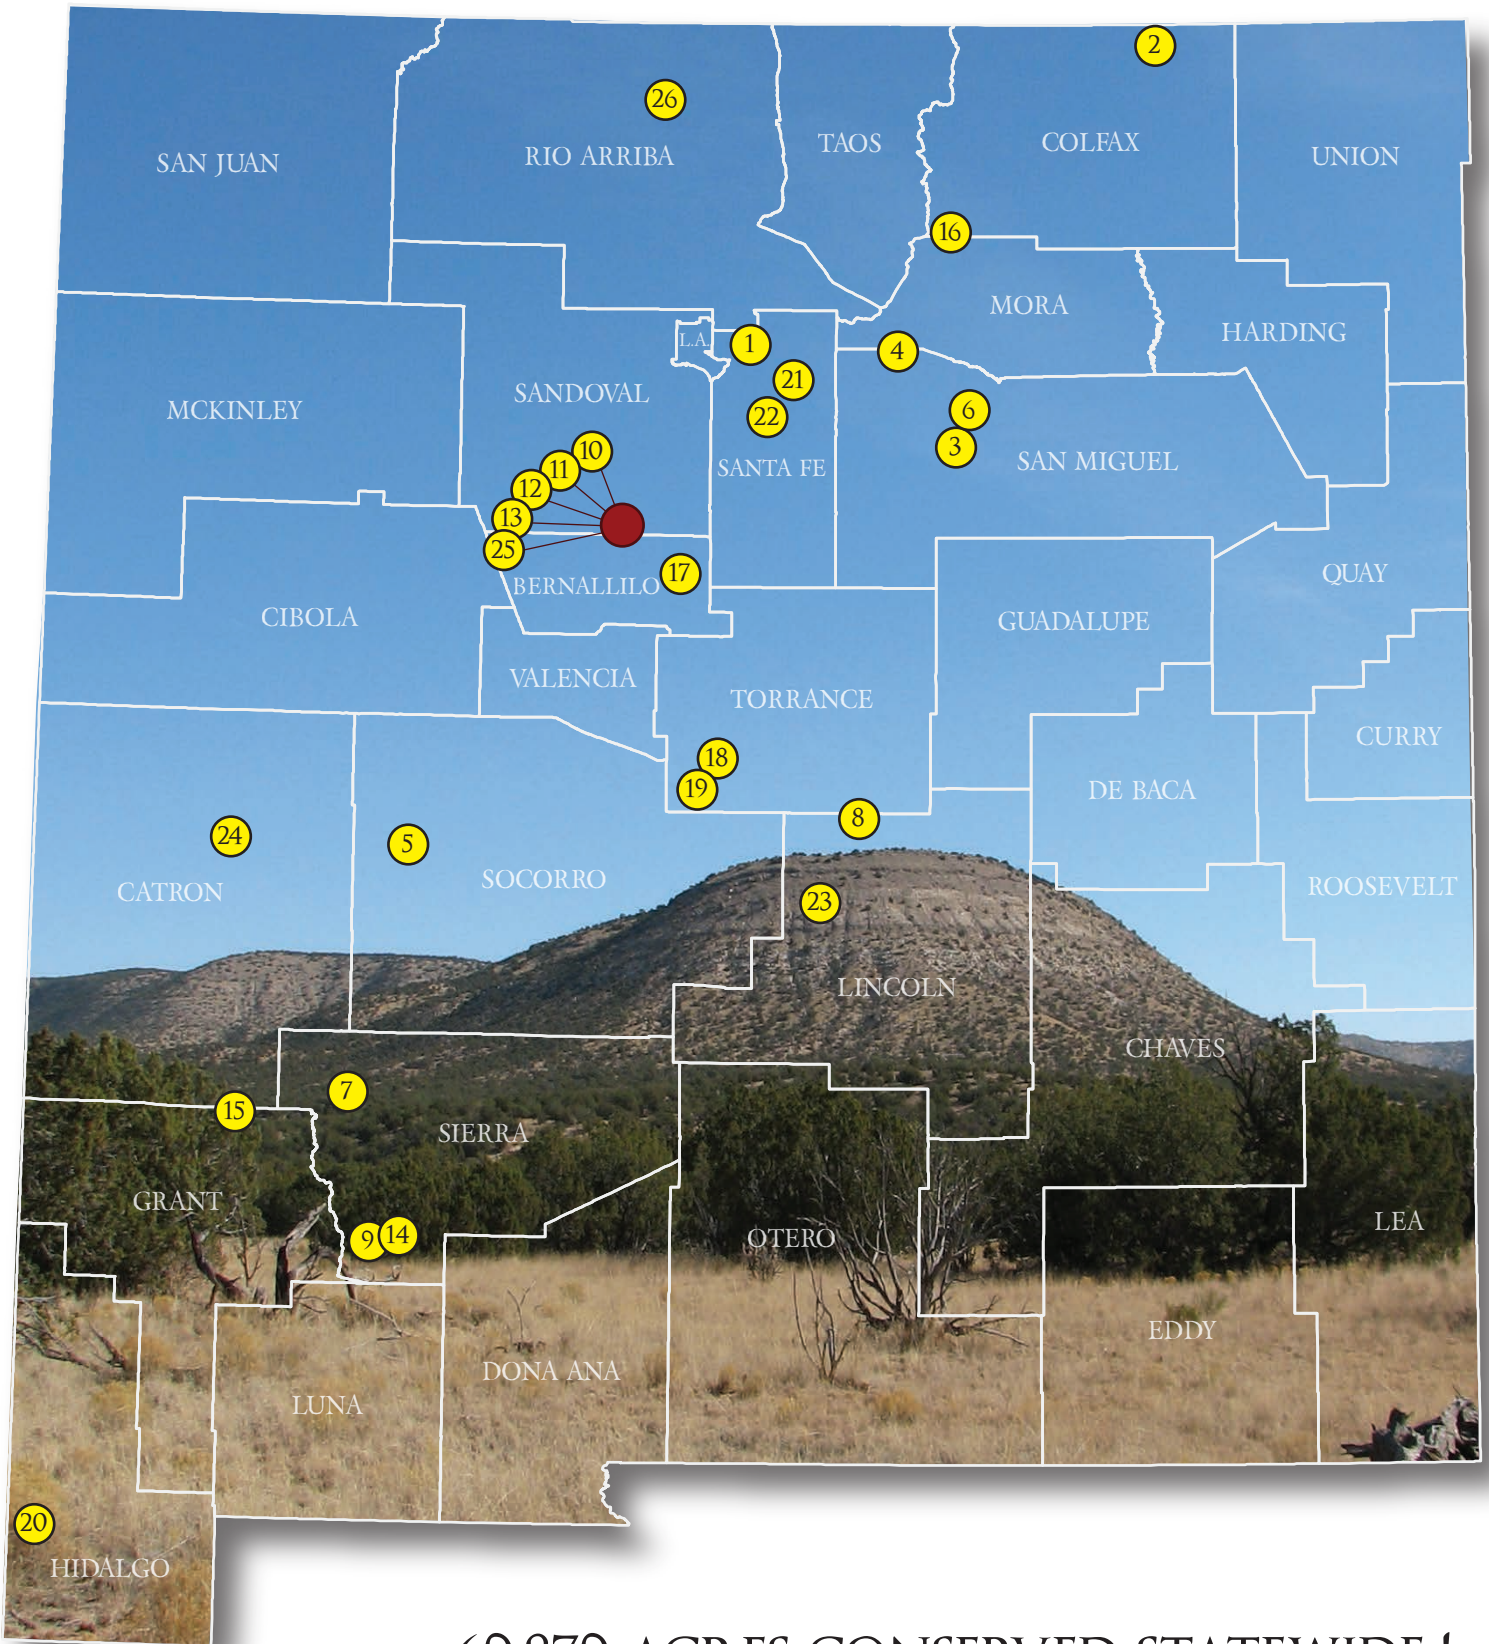 2
26
SAN JUAN
RIO ARRIBA
TAOS
COLFAX
UNION
16
MORA
HARDING
L.A.
1
4
21
SANDOVAL
MCKINLEY
22
6
3
10
11
SANTA FE
SAN MIGUEL
12
13
25
17
BERNALLILO
QUAY
CIBOLA
GUADALUPE
VALENCIA
TORRANCE
CURRY
18
19
DE BACA
8
24
5
CATRON
SOCORRO
ROOSEVELT
23
LINCOLN
CHAVES
7
15
SIERRA
GRANT
9
14
OTERO
LEA
EDDY
DONA ANA
LUNA
20
HIDALGO
ACRES CONSERVED STATEWIDE